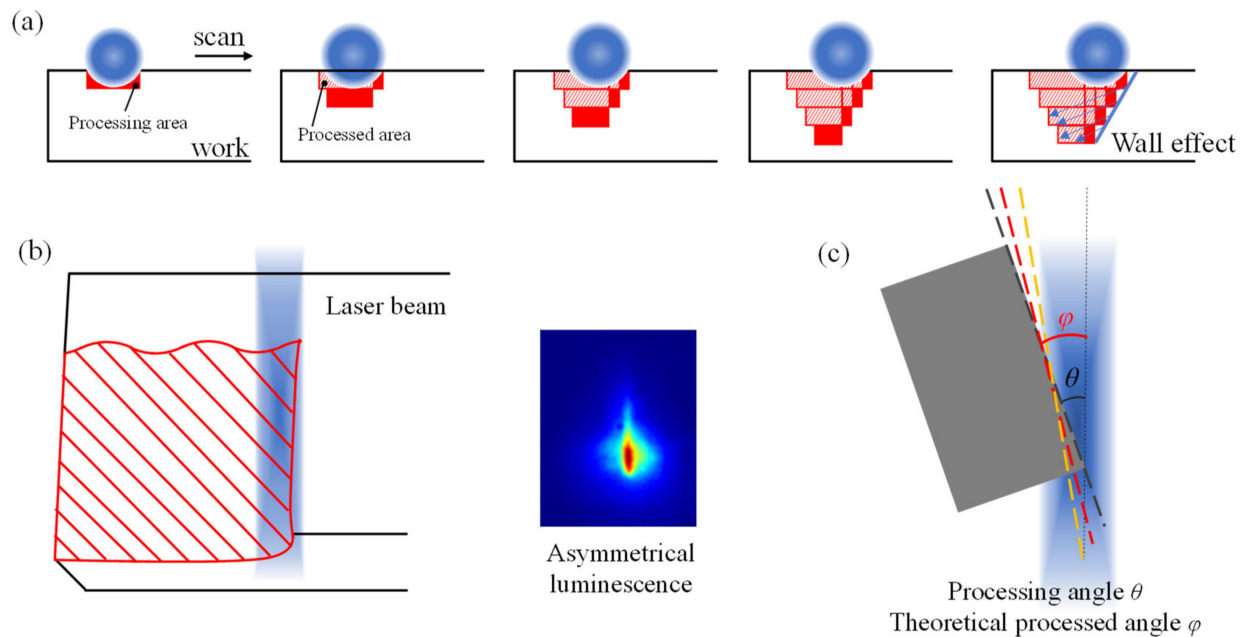 (a)
scan
Processing area
work
Processed area
Wall effect
(b)
Laser beam
Asymmetrical
luminescence
(c)
φ
θ
Processing angle θ
Theoretical processed angle φ